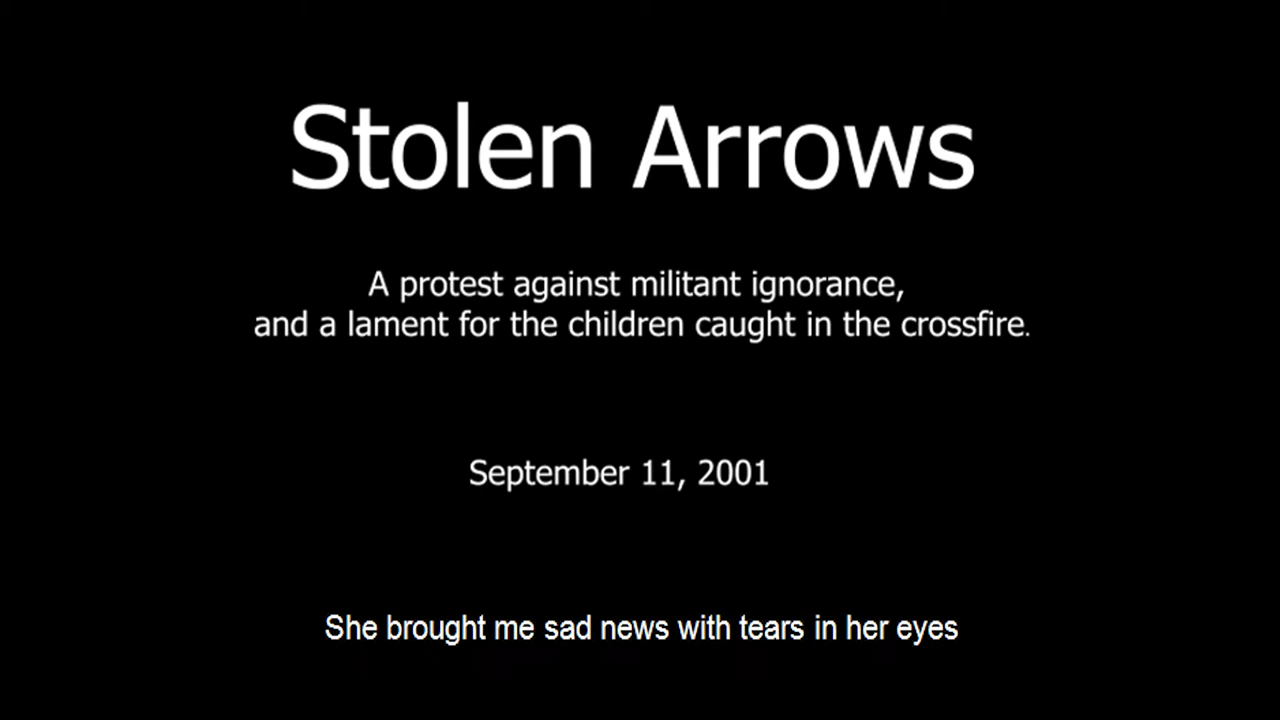 Stolen Arrows
A protest against militant ignorance,
and a lament for the children caught in the crossfire.
September 11, 2001
She brought me sad news with tears in her eyes